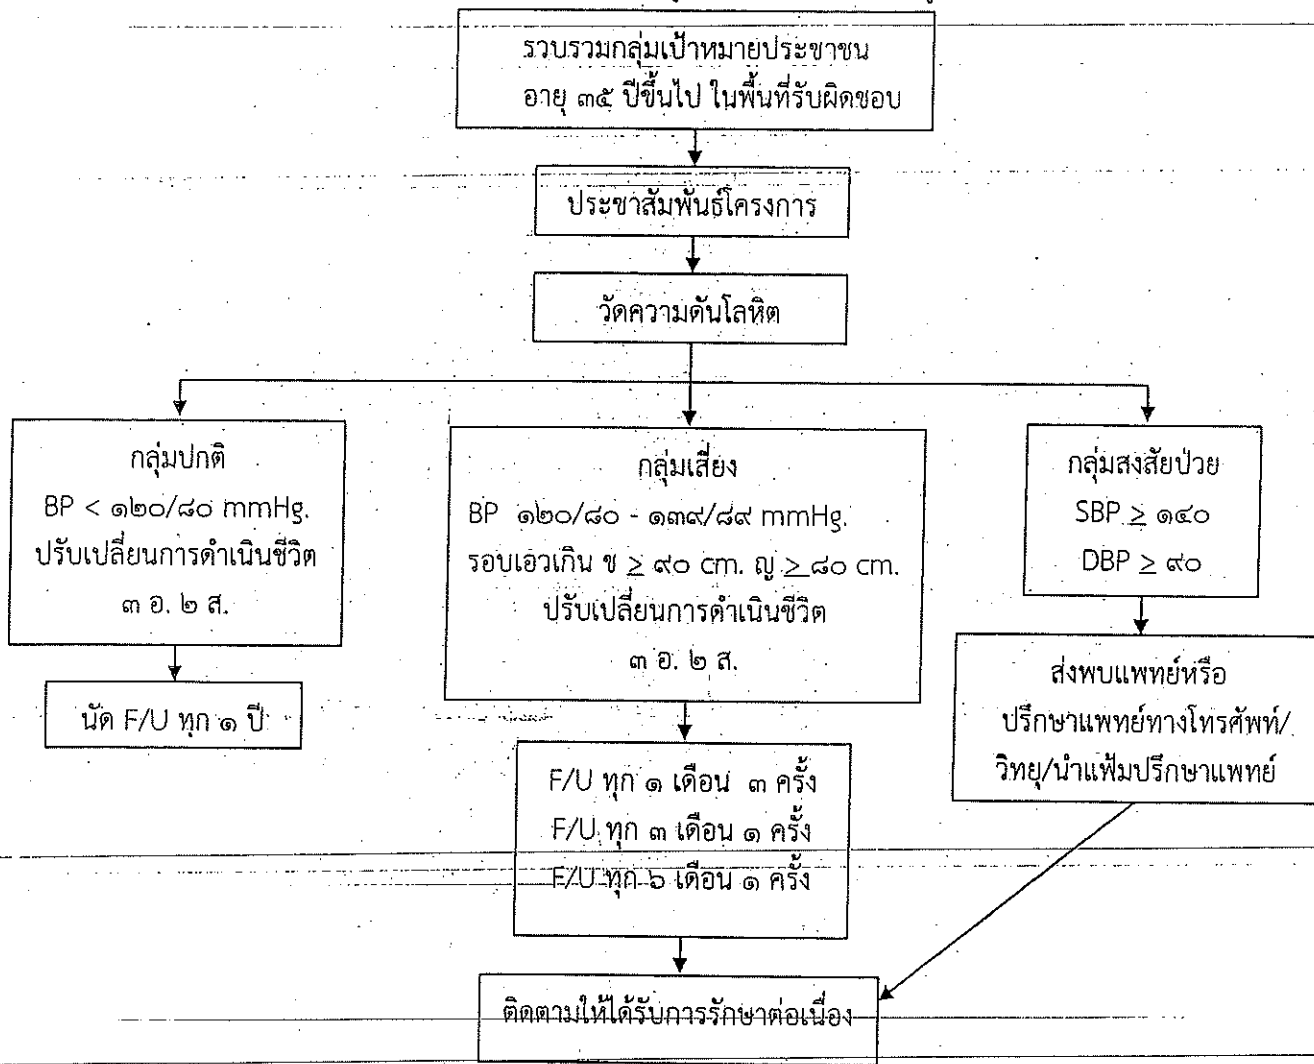 รวบรวมกลุ่มเป้าหมายประชาชน
อายุ ๓๕ ปีขึ้นไป ในพื้นที่รับผิดชอบ
ประชาสัมพันธ์โครงการ
วัดความดันโลหิต
กลุ่มปกติ
BP < ๑๒๐/๘๐ mmHg.
ปรับเปลี่ยนการดำเนินชีวิต
๓ อ. ๒ ส.
นัด F/U ทุก ๑ ปี
กลุ่มเสี่ยง
BP ๑๒๐/๘๐ - ๑๓๙/๘๙ mmHg.
รอบเอวเกิน ช ≥ ๙๐ cm. ญ ≥ ๘๐ cm.
ปรับเปลี่ยนการดำเนินชีวิต
๓ อ. ๒ ส.
F/U ทุก ๑ เดือน ๓ ครั้ง
F/U ทุก ๓ เดือน ๑ ครั้ง
F/U ทุก ๖ เดือน ๑ ครั้ง
กลุ่มสงสัยป่วย
SBP ≥ ๑๔๐
DBP ≥ ๙๐
ส่งพบแพทย์หรือ
ปรึกษาแพทย์ทางโทรศัพท์/
วิทยุ/นำแฟ้มปรึกษาแพทย์
ติดตามให้ได้รับการรักษาต่อเนื่อง